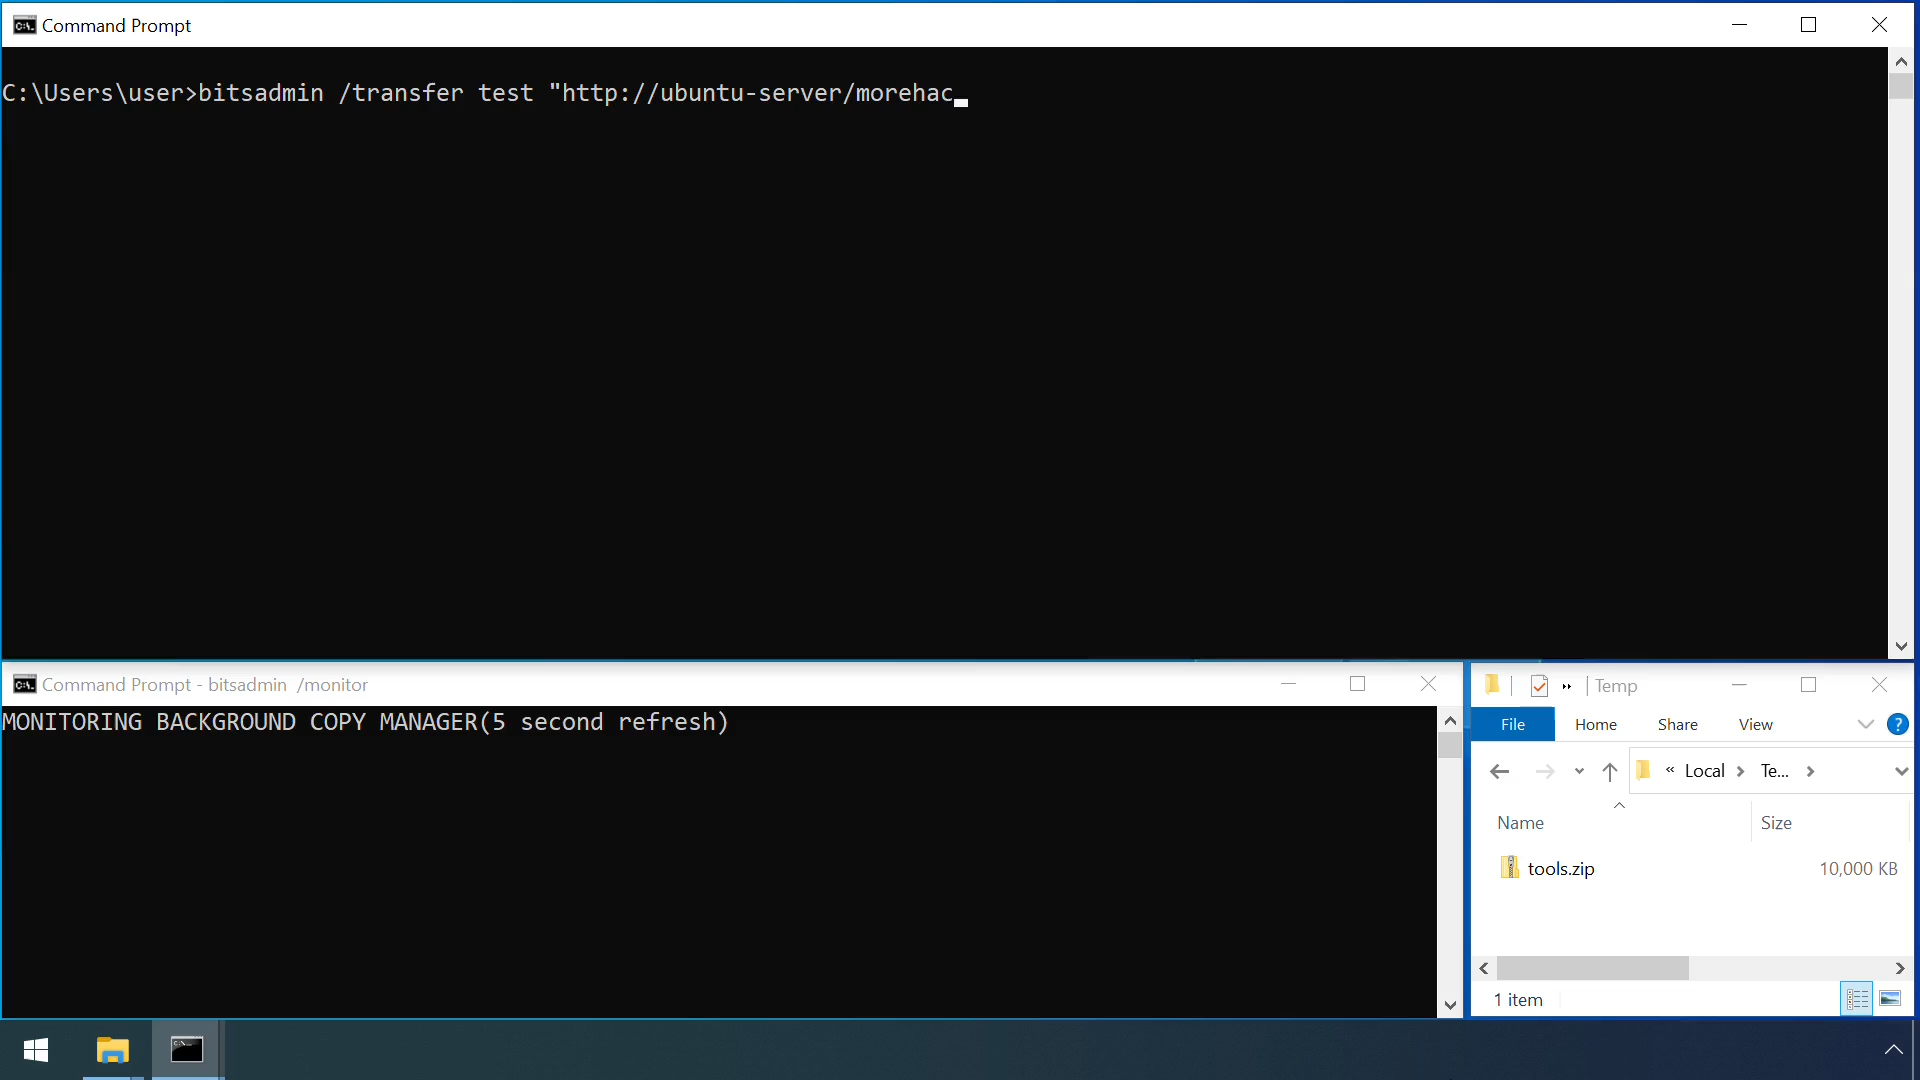 Command Prompt
C:\Users\user>bitsadmin /transfer test "http://ubuntu-server/morehac
Command Prompt - bitsadmin  /monitor
MONITORING BACKGROUND COPY MANAGER(5 second refresh)
Temp
File Home Share View
« Local Te...
Name Size
tools.zip 10,000 KB
1 item